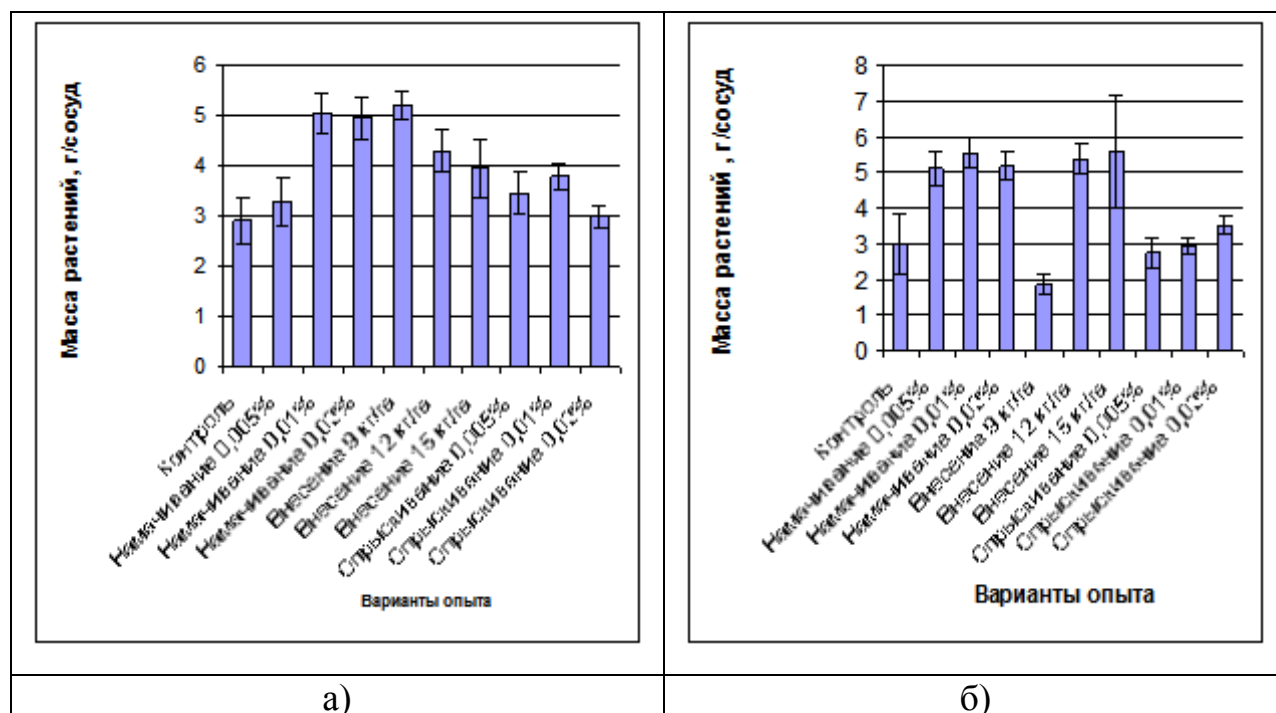 Масса растений, г/сосуд
6
5
4
3
2
1
0
Контроль
Намачивание 0,005%
Намачивание 0,01%
Намачивание 0,02%
Внесение 9 кг/га
Внесение 12 кг/га
Внесение 15 кг/га
Опрыскивание 0,005%
Опрыскивание 0,01%
Опрыскивание 0,02%
Варианты опыта
а)
Масса растений , г/сосуд
8
7
6
5
4
3
2
1
0
Контроль
Намачивание 0,005%
Намачивание 0,01%
Намачивание 0,02%
Внесение 9 кг/га
Внесение 12 кг/га
Внесение 15 кг/га
Опрыскивание 0,005%
Опрыскивание 0,01%
Опрыскивание 0,02%
Варианты опыта
б)